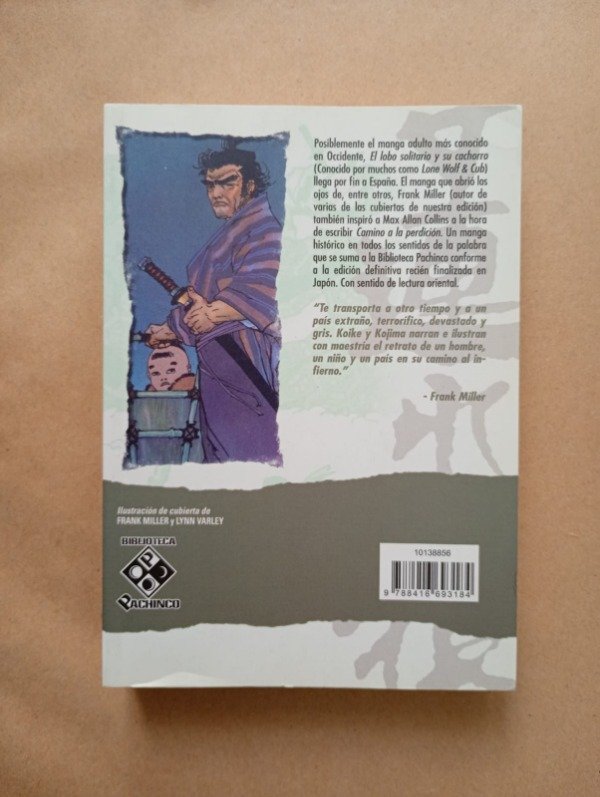 Posiblemente el manga adulto más conocido
en Occidente, El lobo solitario y su cachorro
(Conocido por muchos como Lone Wolf & Cub)
llega por fin a España. El manga que abrió los
ojos de, entre otros, Frank Miller (autor de
varias de las cubiertas de nuestra edición)
también inspiró a Max Allan Collins a la hora
de escribir Camino a la perdición. Un manga
histórico en todos los sentidos de la palabra
que se suma a la Biblioteca Pachinco conforme
a la edición definitiva recién finalizada en
Japón. Con sentido de lectura oriental.
“Te transporta a otro tiempo y a un
país extraño, terrorífico, devastado y
gris. Koike y Kojima narran e ilustran
con maestría el retrato de un hombre,
un niño y un país en su camino al in-
fierno.”
- Frank Miller
Ilustración de cubierta de
FRANK MILLER y LYNN VARLEY
BIBLIOTECA
PACHINCO
10138856
9 788416 693184